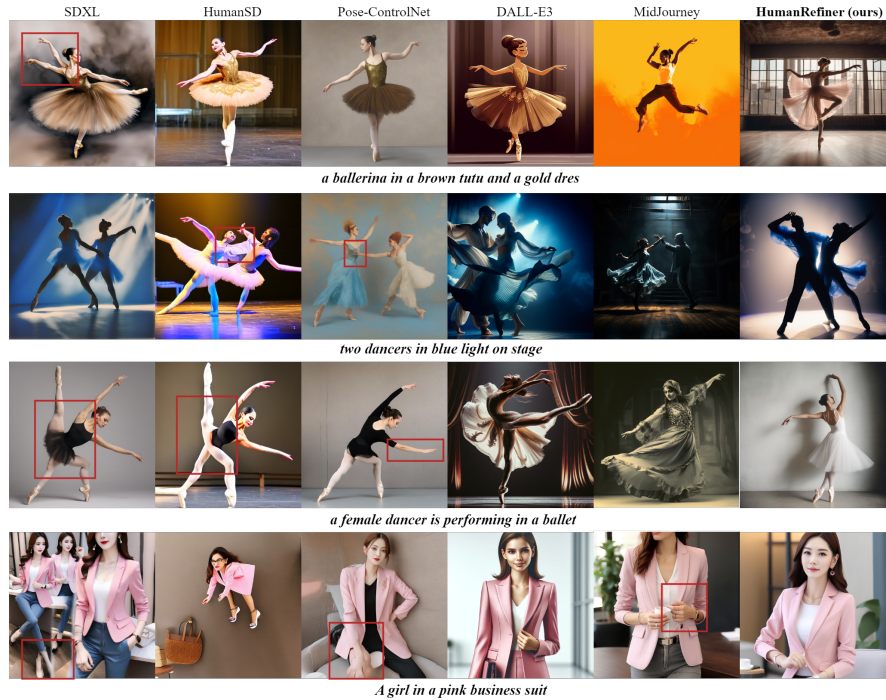 SDXL HumanSD Pose-ControlNet DALL-E3 MidJourney HumanRefiner (ours)
a ballerina in a brown tutu and a gold dres
two dancers in blue light on stage
a female dancer is performing in a ballet
A girl in a pink business suit